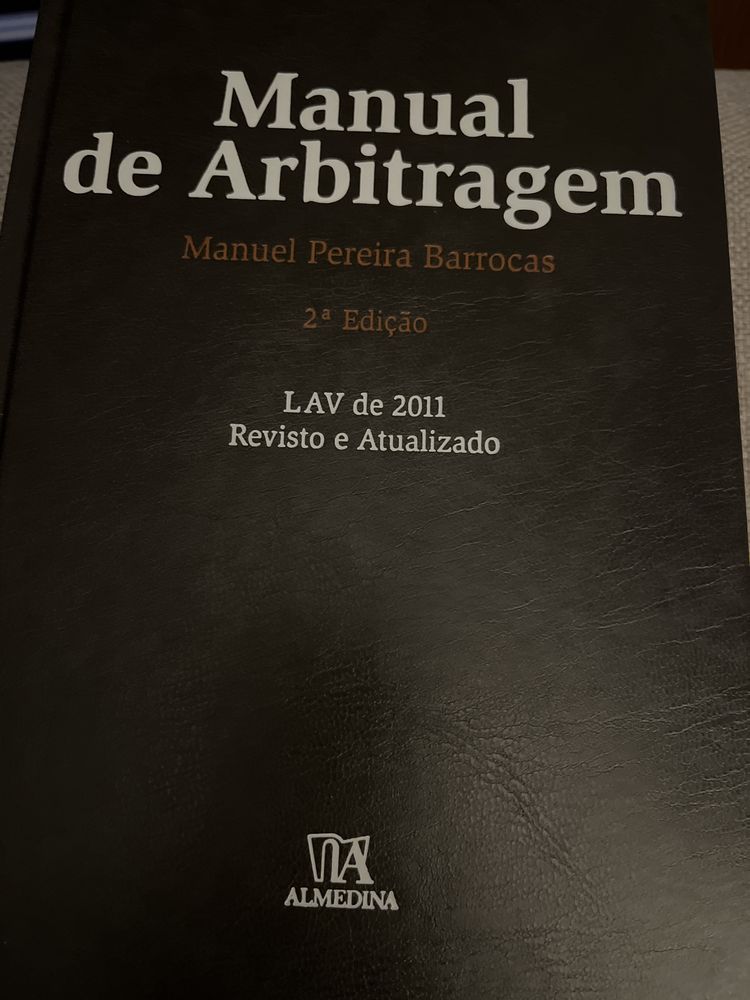 Manual
de Arbitragem
Manuel Pereira Barrocas
2ª Edição
LAV de 2011
Revisto e Atualizado
ALMEDINA